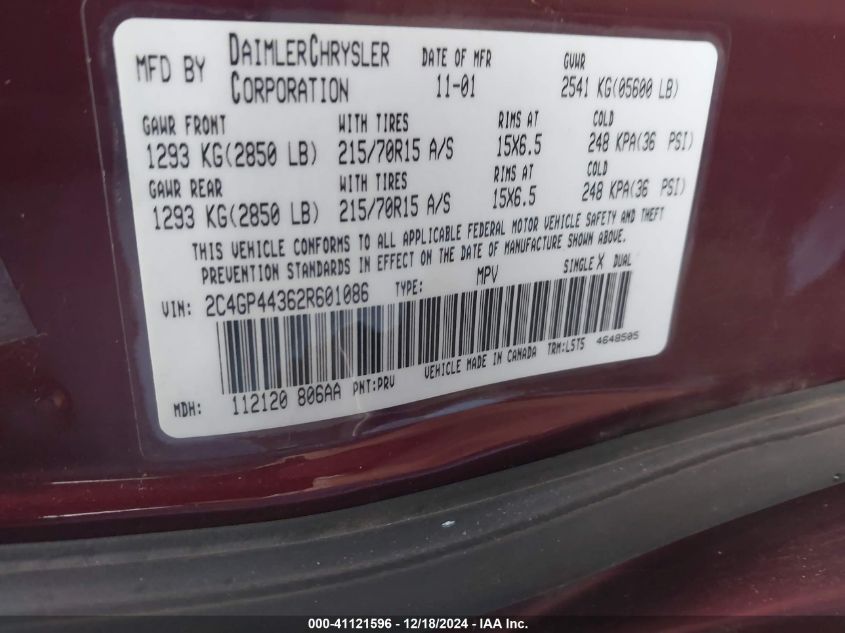 MFD BY DAIMLERCHRYSLER CORPORATION DATE OF MFR 11-01 GVWR 2541 KG(05600 LB)
GAWR FRONT WITH TIRES RIMS AT COLD
1293 KG(2850 LB) 215/70R15 A/S 15X6.5 248 KPA(36 PSI)
GAWR REAR WITH TIRES RIMS AT COLD
1293 KG(2850 LB) 215/70R15 A/S 15X6.5 248 KPA(36 PSI)
THIS VEHICLE CONFORMS TO ALL APPLICABLE FEDERAL MOTOR VEHICLE SAFETY AND THEFT
PREVENTION STANDARDS IN EFFECT ON THE DATE OF MANUFACTURE SHOWN ABOVE.
VIN: 2C4GP44362R601086 TYPE: MPV SINGLE X DUAL
MDH: 112120 806AA PNT:PRV VEHICLE MADE IN CANADA TRM:L5T5 4648505
000-41121596 - 12/18/2024 - IAAI.com